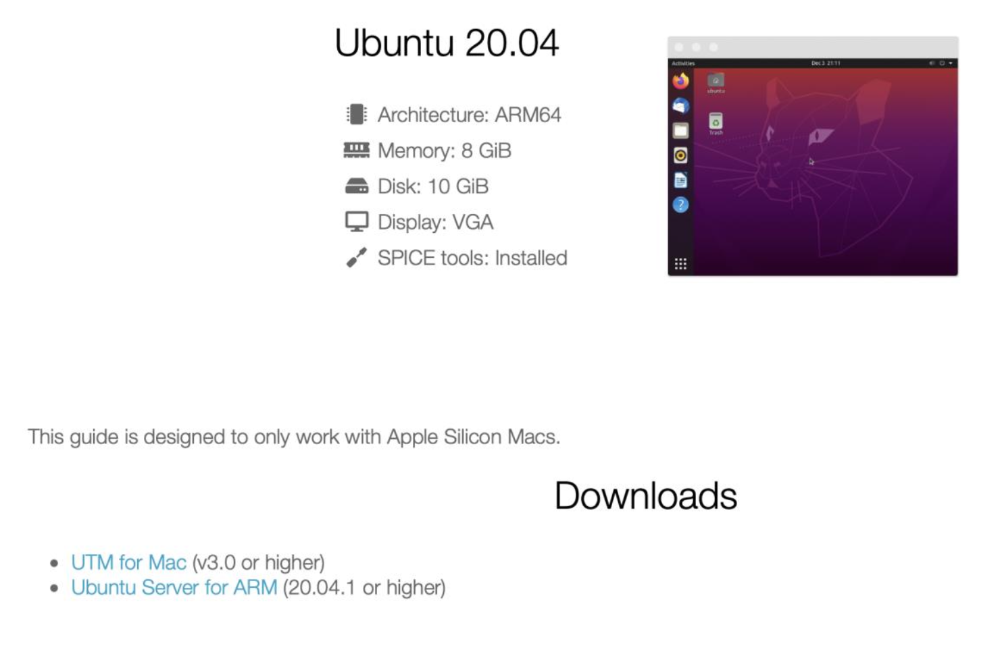 Ubuntu 20.04
Architecture: ARM64
Memory: 8 GiB
Disk: 10 GiB
Display: VGA
SPICE tools: Installed
Activities
Dec 3 21:11
ubuntu
Trash
This guide is designed to only work with Apple Silicon Macs.
Downloads
UTM for Mac (v3.0 or higher)
Ubuntu Server for ARM (20.04.1 or higher)